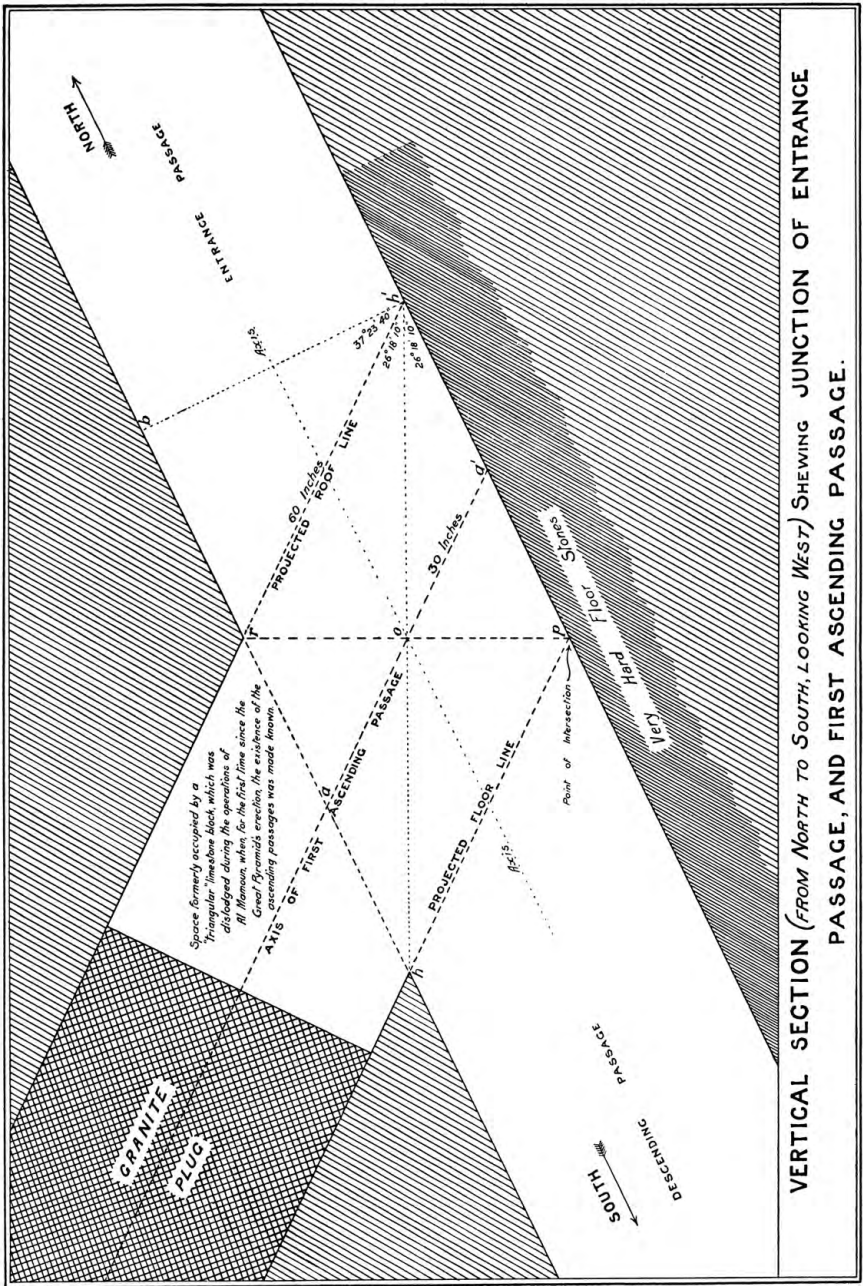 NORTH
ENTRANCE PASSAGE
Axis.
b
37° 23' 40"
26° 18' 10"
26° 18' 10"
h'
60 Inches
PROJECTED ROOF LINE
r
Space formerly occupied by a
"triangular" limestone block, which was
dislodged during the operations of
Al Mamoun, when, for the first time since the
Great Pyramid's erection, the existence of the
ascending passages was made known.
GRANITE
PLUG
AXIS OF FIRST ASCENDING PASSAGE
a
o
30 Inches
a'
h
PROJECTED FLOOR LINE
p
Point of Intersection
Very Hard Floor Stones
Axis.
SOUTH
DESCENDING PASSAGE
VERTICAL SECTION (FROM NORTH TO SOUTH, LOOKING WEST) SHEWING JUNCTION OF ENTRANCE
PASSAGE, AND FIRST ASCENDING PASSAGE.